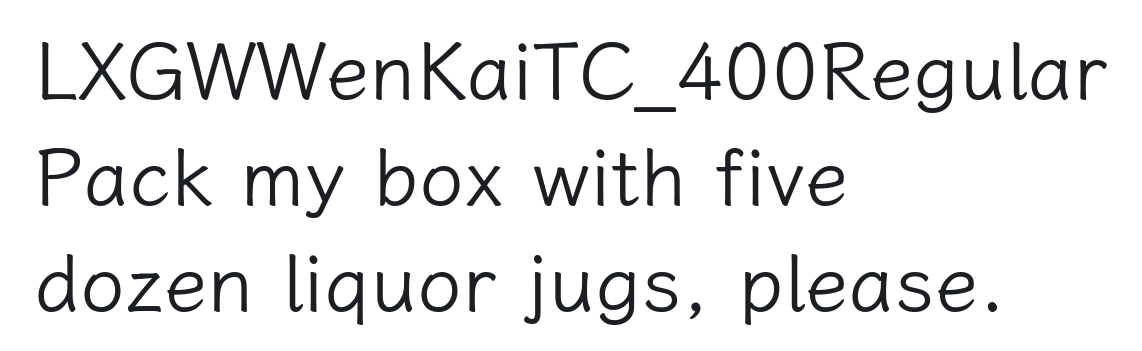 LXGWWenKaiTC_400Regular
Pack my box with five
dozen liquor jugs, please.